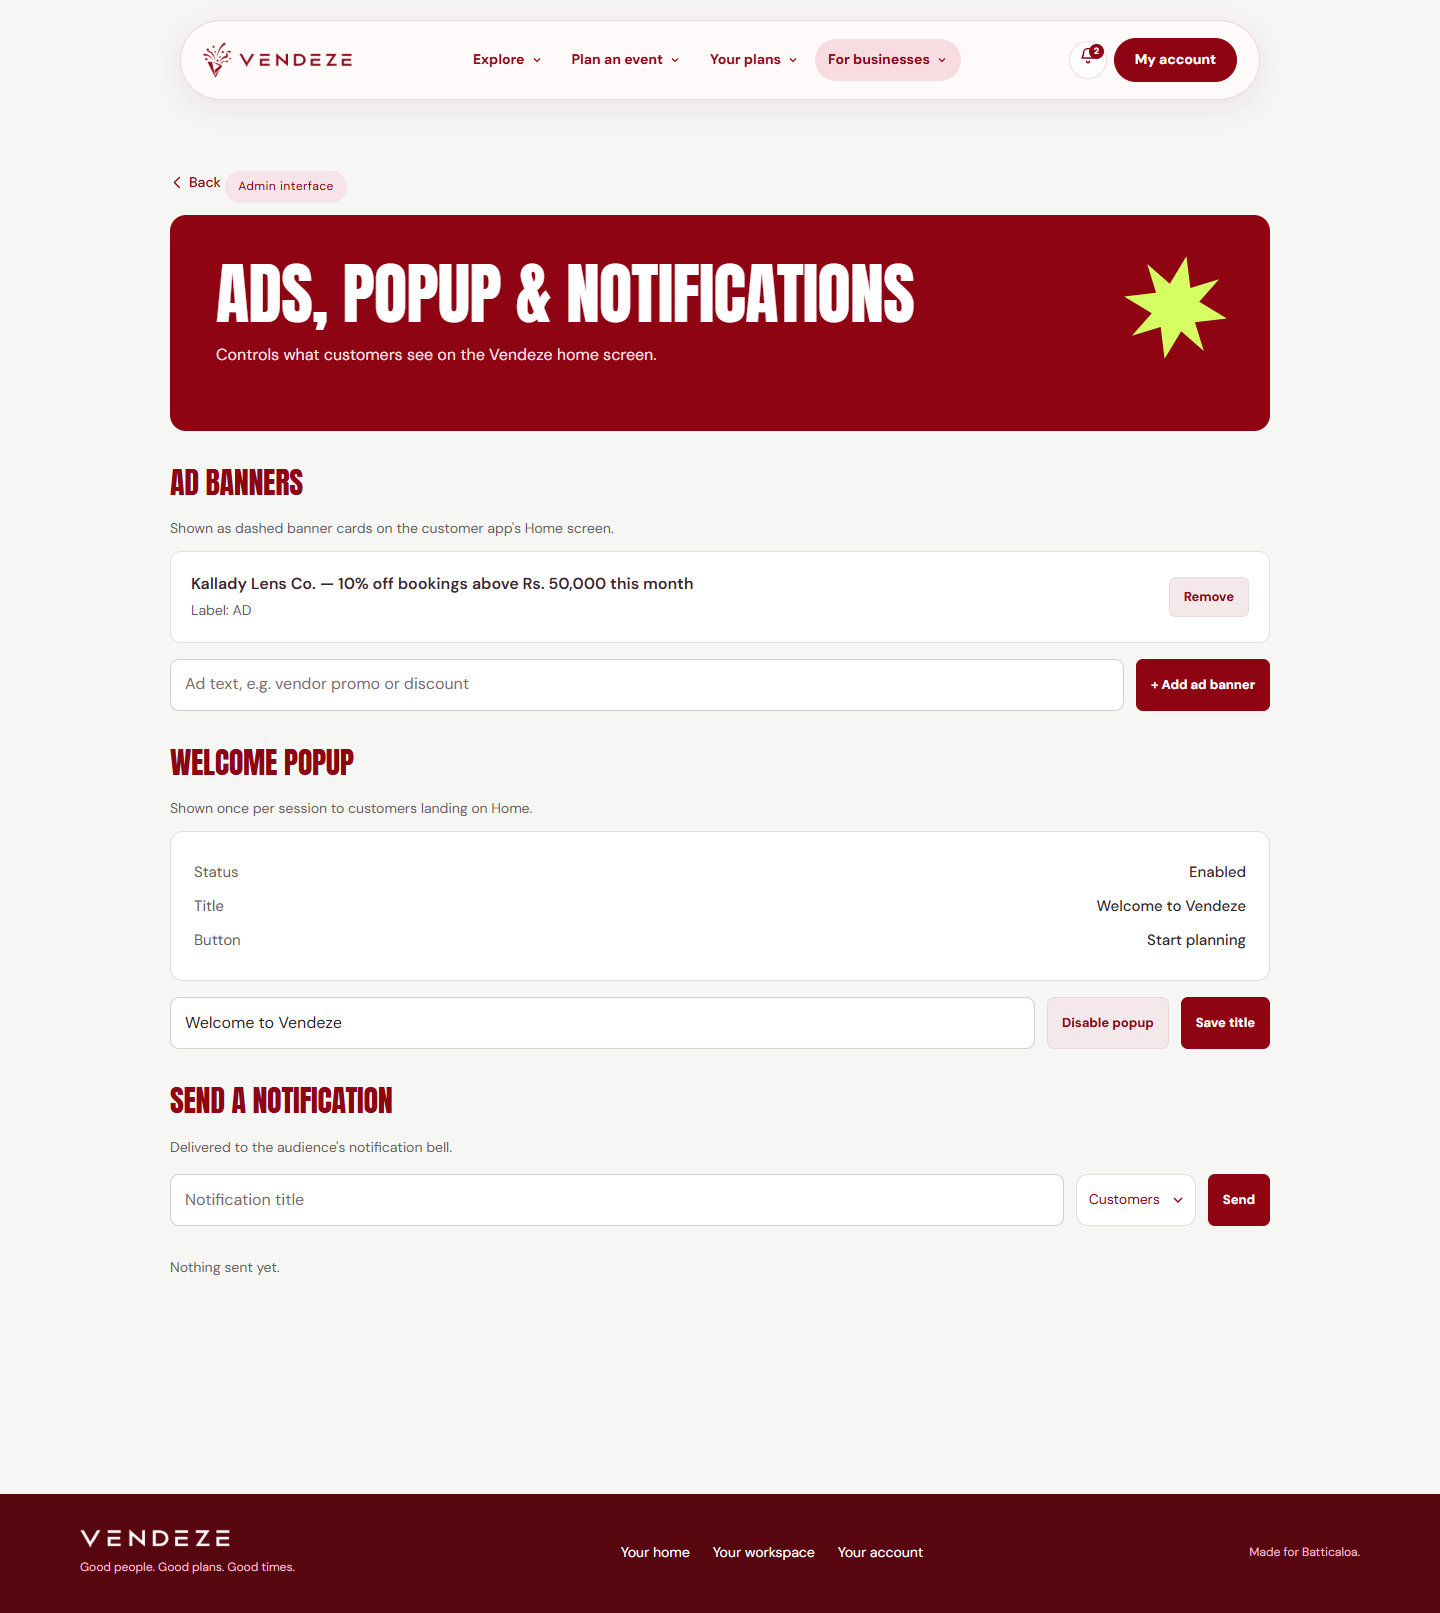 VENDEZE
Explore
Plan an event
Your plans
For businesses
2
My account
Back
Admin interface
ADS, POPUP & NOTIFICATIONS
Controls what customers see on the Vendeze home screen.
AD BANNERS
Shown as dashed banner cards on the customer app's Home screen.
Kallady Lens Co. — 10% off bookings above Rs. 50,000 this month
Label: AD
Remove
Ad text, e.g. vendor promo or discount
+ Add ad banner
WELCOME POPUP
Shown once per session to customers landing on Home.
Status
Enabled
Title
Welcome to Vendeze
Button
Start planning
Welcome to Vendeze
Disable popup
Save title
SEND A NOTIFICATION
Delivered to the audience's notification bell.
Notification title
Customers
Send
Nothing sent yet.
VENDEZE
Good people. Good plans. Good times.
Your home
Your workspace
Your account
Made for Batticaloa.